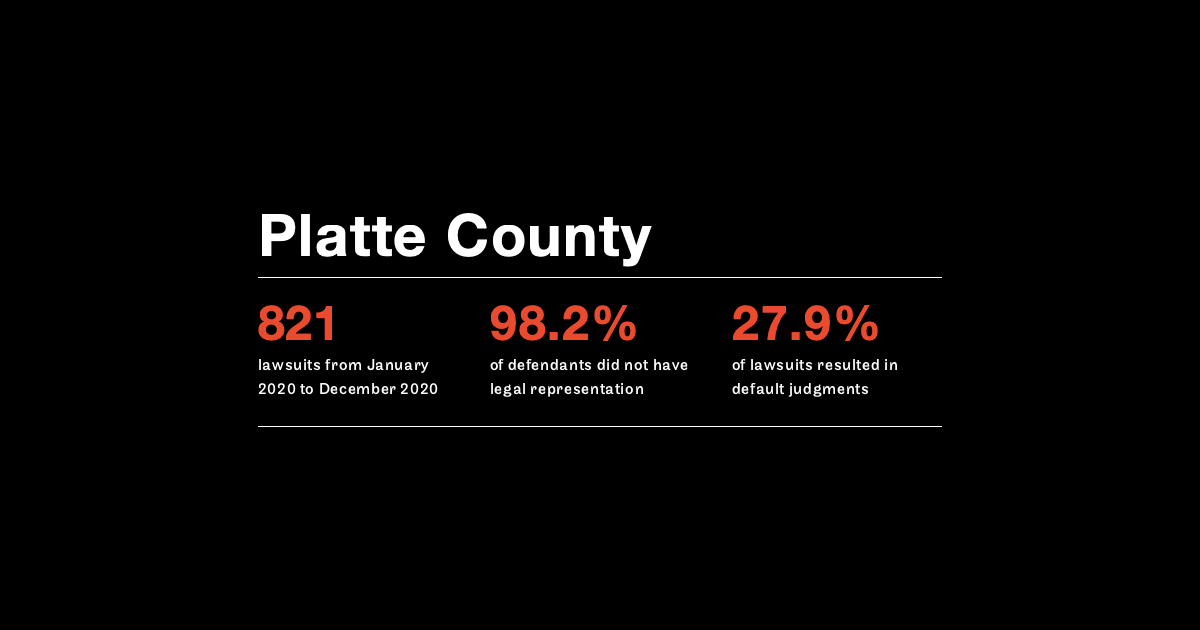 Platte County
821
lawsuits from January
2020 to December 2020
98.2%
of defendants did not have
legal representation
27.9%
of lawsuits resulted in
default judgments